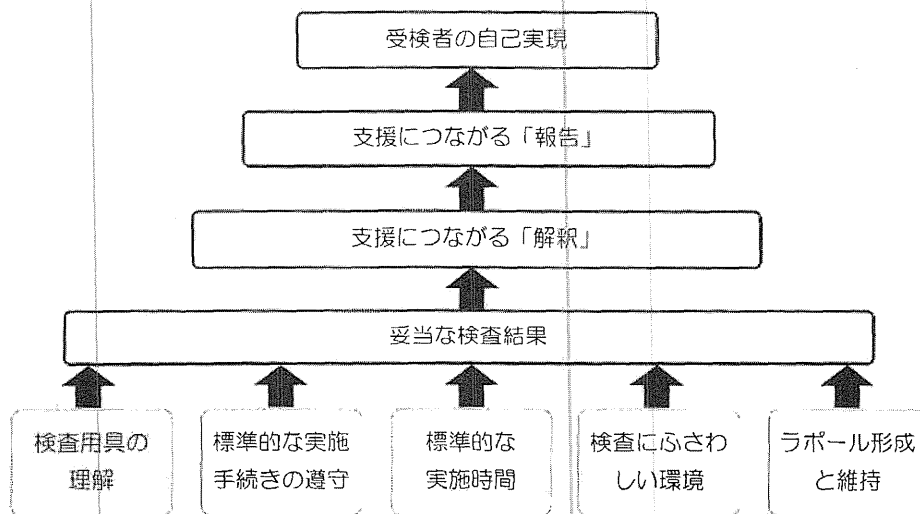 受検者の自己実現
支援につながる「報告」
支援につながる「解釈」
妥当な検査結果
検査用具の
理解
標準的な実施
手続きの遵守
標準的な
実施時間
検査にふさわ
しい環境
ラポール形成
と維持